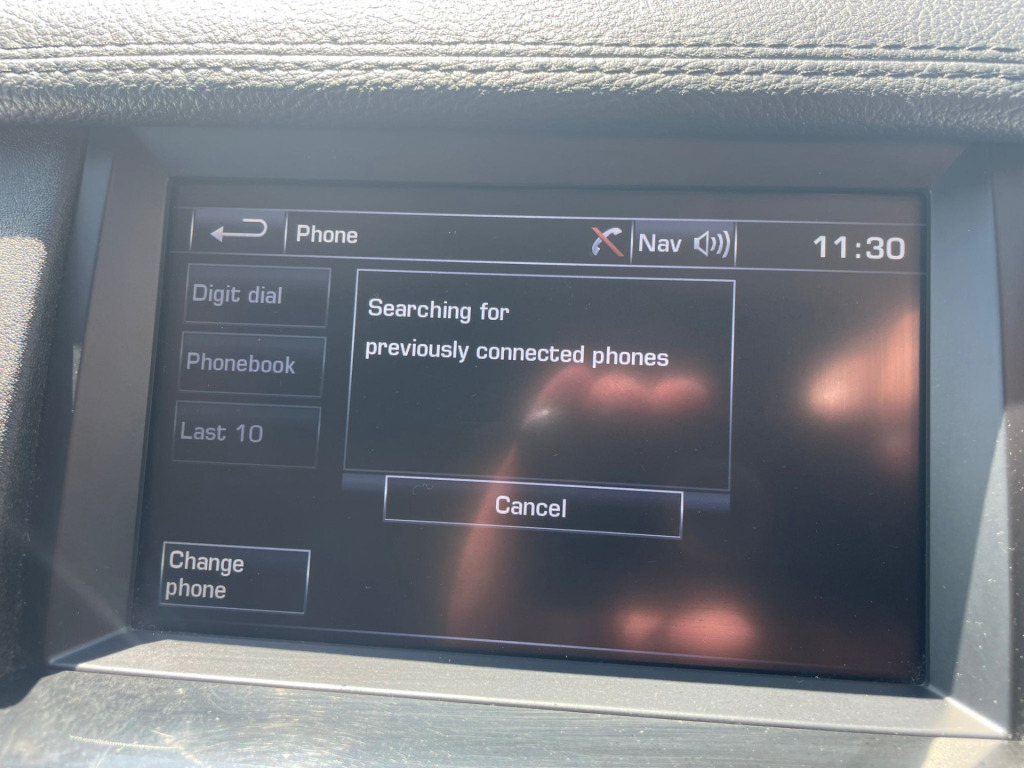 Phone
Nav
11:30
Digit dial
Searching for
previously connected phones
Phonebook
Last 10
Cancel
Change
phone